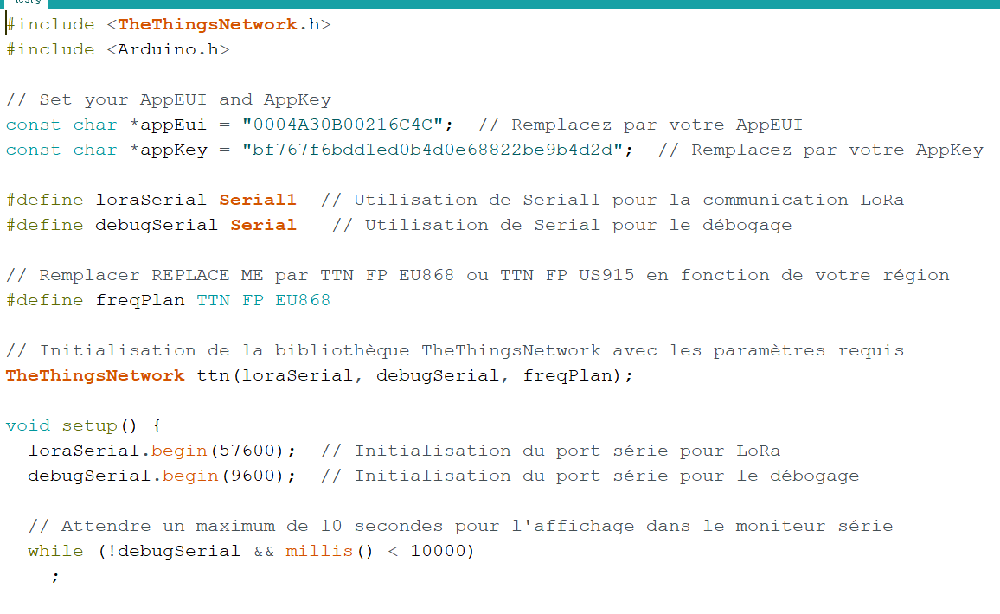 #include <TheThingsNetwork.h>
#include <Arduino.h>
// Set your AppEUI and AppKey
const char *appEui = "0004A30B00216C4C";  // Remplacez par votre AppEUI
const char *appKey = "bf767f6bdd1ed0b4d0e68822be9b4d2d";  // Remplacez par votre AppKey
#define loraSerial Serial1  // Utilisation de Serial1 pour la communication LoRa
#define debugSerial Serial   // Utilisation de Serial pour le débogage
// Remplacer REPLACE_ME par TTN_FP_EU868 ou TTN_FP_US915 en fonction de votre région
#define freqPlan TTN_FP_EU868
// Initialisation de la bibliothèque TheThingsNetwork avec les paramètres requis
TheThingsNetwork ttn(loraSerial, debugSerial, freqPlan);
void setup() {
  loraSerial.begin(57600);  // Initialisation du port série pour LoRa
  debugSerial.begin(9600);  // Initialisation du port série pour le débogage
  // Attendre un maximum de 10 secondes pour l'affichage dans le moniteur série
  while (!debugSerial && millis() < 10000)
    ;